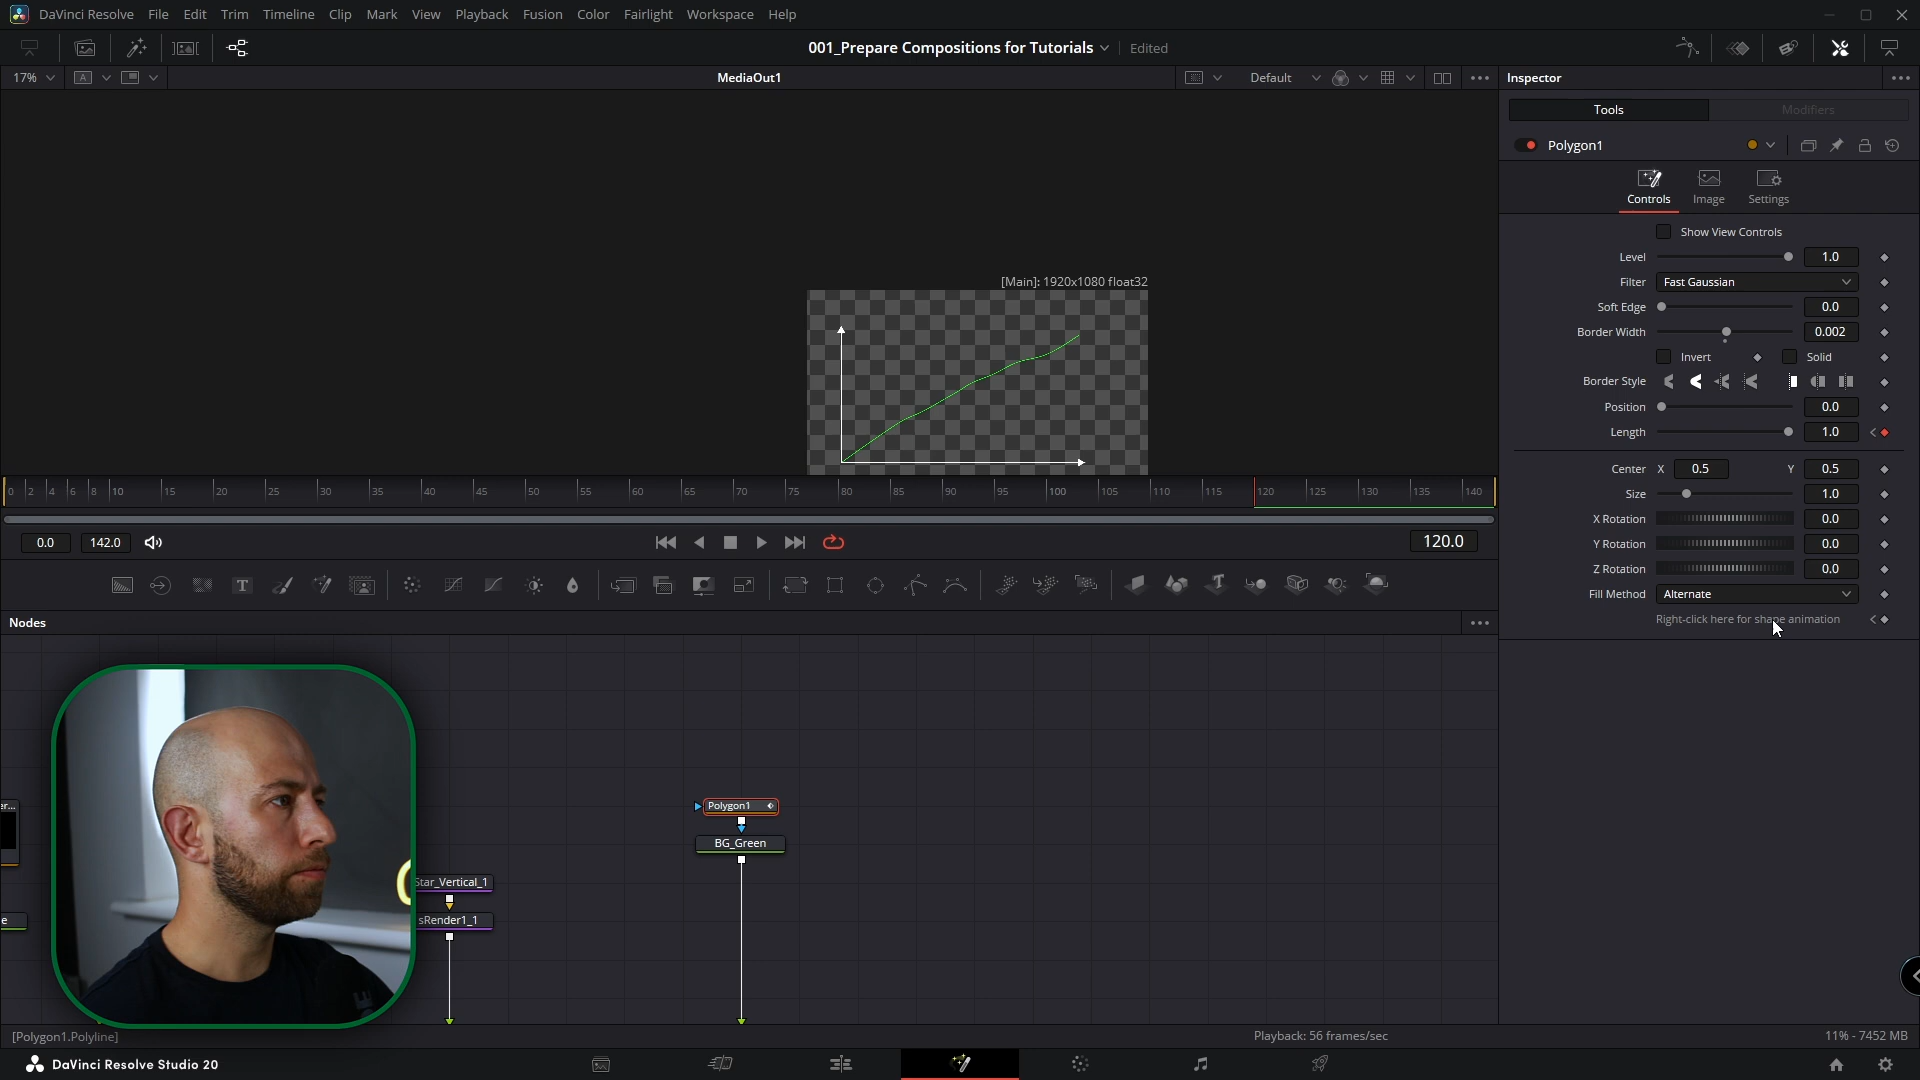 DaVinci Resolve File Edit Trim Timeline Clip Mark View Playback Fusion Color Fairlight Workspace Help
001_Prepare Compositions for Tutorials Edited
17% A MediaOut1 Default Inspector
Tools Modifiers
Polygon1
Controls Image Settings
Show View Controls
Level 1.0
Filter Fast Gaussian
Soft Edge 0.0
Border Width 0.002
Invert Solid
Border Style
Position 0.0
Length 1.0
Center X 0.5 Y 0.5
Size 1.0
X Rotation 0.0
Y Rotation 0.0
Z Rotation 0.0
Fill Method Alternate
Right-click here for shape animation
[Main]: 1920x1080 float32
0 2 4 6 8 10 15 20 25 30 35 40 45 50 55 60 65 70 75 80 85 90 95 100 105 110 115 120 125 130 135 140
0.0 142.0 120.0
Nodes
Polygon1
BG_Green
er...
Star_Vertical_1
e
sRender1_1
[Polygon1.Polyline] Playback: 56 frames/sec 11% - 7452 MB
DaVinci Resolve Studio 20